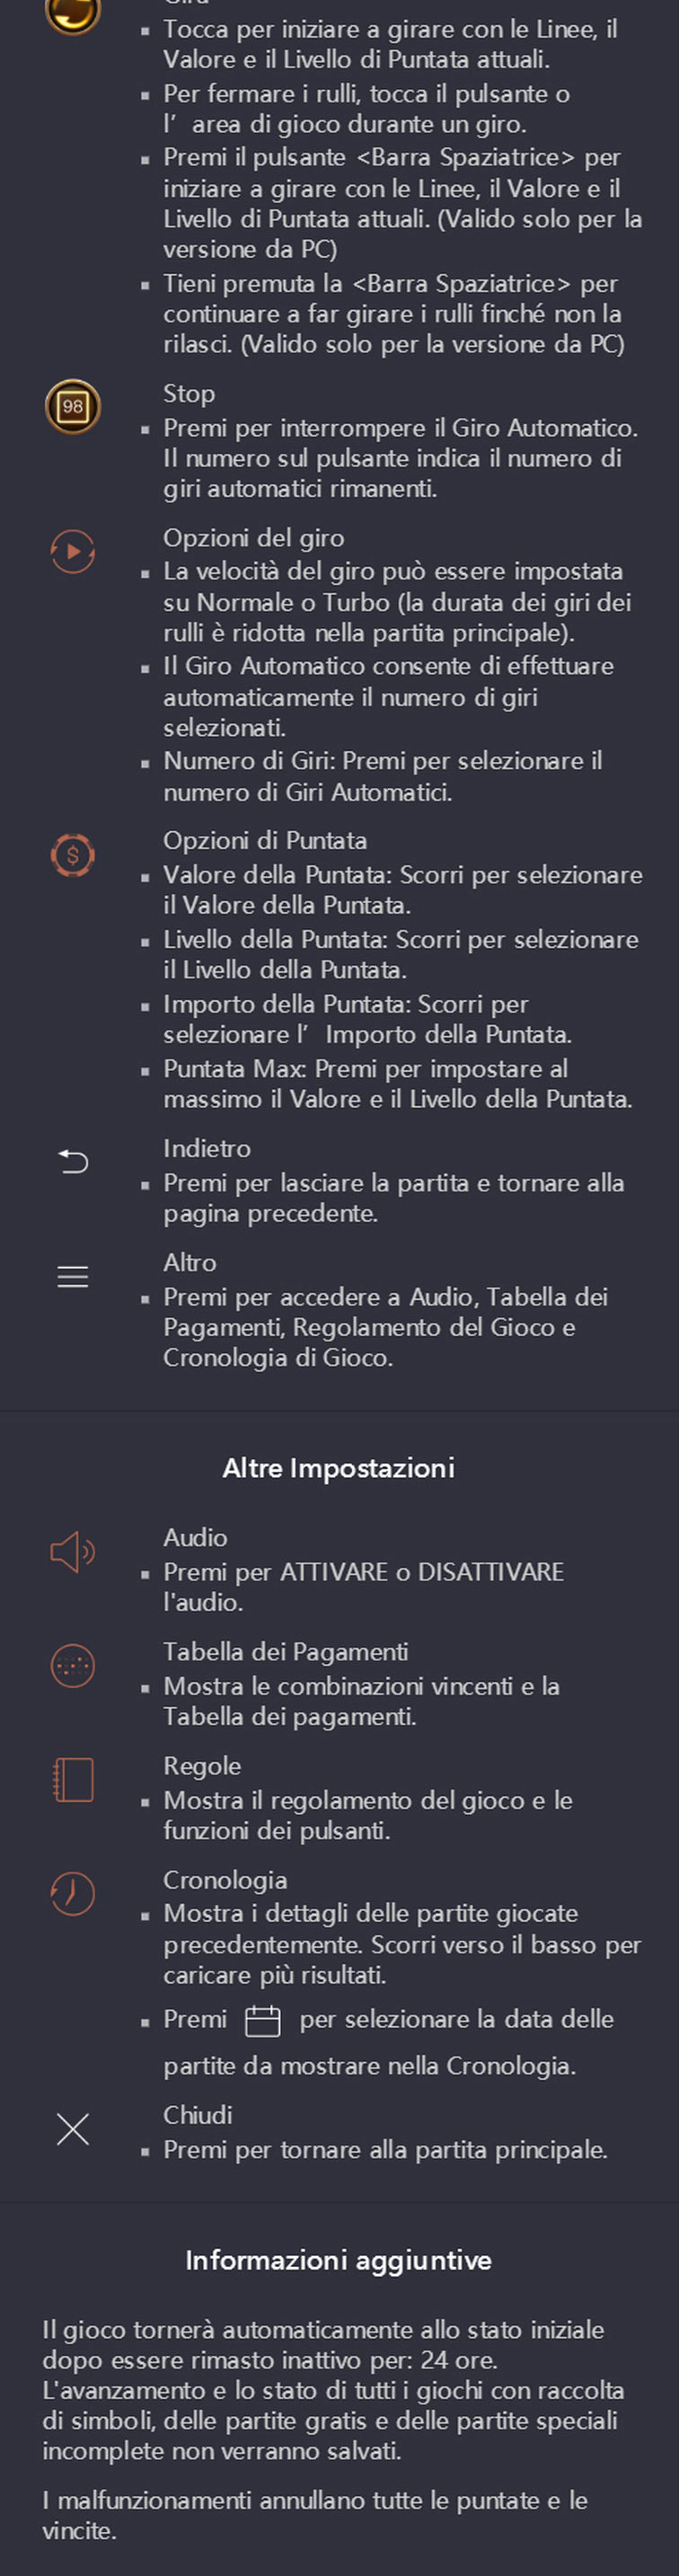 Tocca per iniziare a girare con le Linee, il
Valore e il Livello di Puntata attuali.
Per fermare i rulli, tocca il pulsante o
l’ area di gioco durante un giro.
Premi il pulsante <Barra Spaziatrice> per
iniziare a girare con le Linee, il Valore e il
Livello di Puntata attuali. (Valido solo per la
versione da PC)
Tieni premuta la <Barra Spaziatrice> per
continuare a far girare i rulli finché non la
rilasci. (Valido solo per la versione da PC)
98
Stop
Premi per interrompere il Giro Automatico.
Il numero sul pulsante indica il numero di
giri automatici rimanenti.
Opzioni del giro
La velocità del giro può essere impostata
su Normale o Turbo (la durata dei giri dei
rulli è ridotta nella partita principale).
Il Giro Automatico consente di effettuare
automaticamente il numero di giri
selezionati.
Numero di Giri: Premi per selezionare il
numero di Giri Automatici.
$
Opzioni di Puntata
Valore della Puntata: Scorri per selezionare
il Valore della Puntata.
Livello della Puntata: Scorri per selezionare
il Livello della Puntata.
Importo della Puntata: Scorri per
selezionare l’ Importo della Puntata.
Puntata Max: Premi per impostare al
massimo il Valore e il Livello della Puntata.
Indietro
Premi per lasciare la partita e tornare alla
pagina precedente.
Altro
Premi per accedere a Audio, Tabella dei
Pagamenti, Regolamento del Gioco e
Cronologia di Gioco.
Altre Impostazioni
Audio
Premi per ATTIVARE o DISATTIVARE
l'audio.
Tabella dei Pagamenti
Mostra le combinazioni vincenti e la
Tabella dei pagamenti.
Regole
Mostra il regolamento del gioco e le
funzioni dei pulsanti.
Cronologia
Mostra i dettagli delle partite giocate
precedentemente. Scorri verso il basso per
caricare più risultati.
Premi per selezionare la data delle
partite da mostrare nella Cronologia.
Chiudi
Premi per tornare alla partita principale.
Informazioni aggiuntive
Il gioco tornerà automaticamente allo stato iniziale
dopo essere rimasto inattivo per: 24 ore.
L'avanzamento e lo stato di tutti i giochi con raccolta
di simboli, delle partite gratis e delle partite speciali
incomplete non verranno salvati.
I malfunzionamenti annullano tutte le puntate e le
vincite.